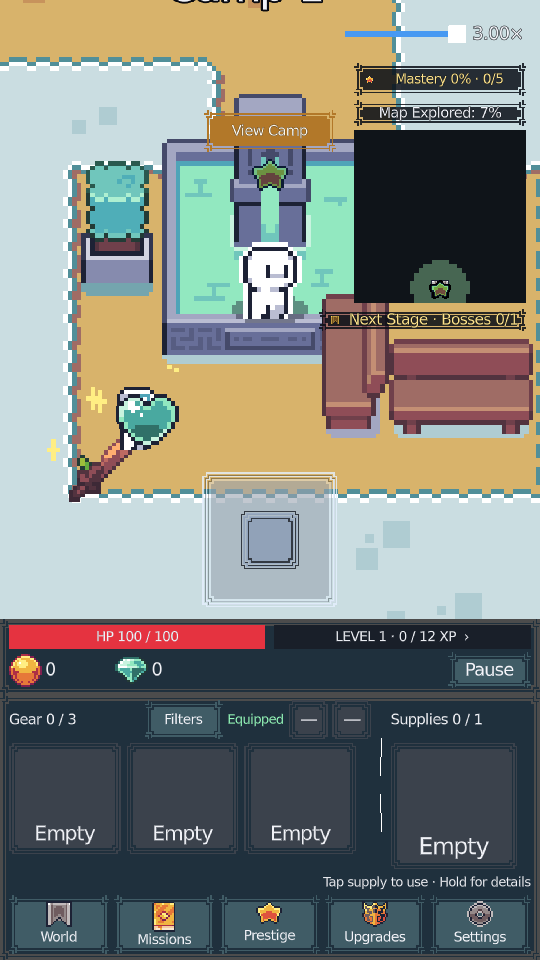 3.00×
Mastery 0% · 0/5
Map Explored: 7%
View Camp
Next Stage · Bosses 0/1
HP 100 / 100
LEVEL 1 · 0 / 12 XP ›
0
0
Pause
Gear 0 / 3
Filters
Equipped
—
—
Supplies 0 / 1
Empty
Empty
Empty
Empty
Tap supply to use · Hold for details
World
Missions
Prestige
Upgrades
Settings